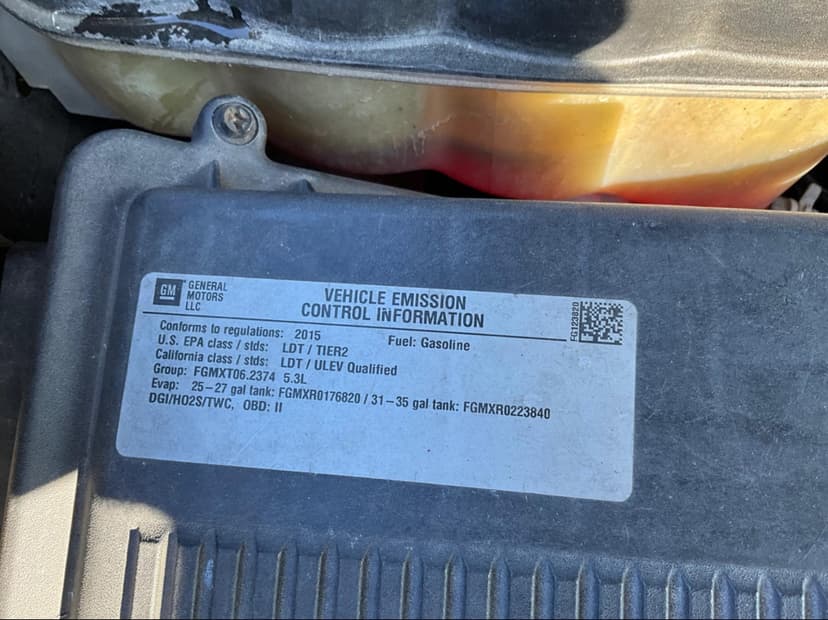 GM GENERAL MOTORS LLC
VEHICLE EMISSION
CONTROL INFORMATION
FG123820
Conforms to regulations: 2015 Fuel: Gasoline
U.S. EPA class / stds: LDT / TIER2
California class / stds: LDT / ULEV Qualified
Group: FGMXT06.2374 5.3L
Evap: 25-27 gal tank: FGMXR0176820 / 31-35 gal tank: FGMXR0223840
DGI/HO2S/TWC, OBD: II